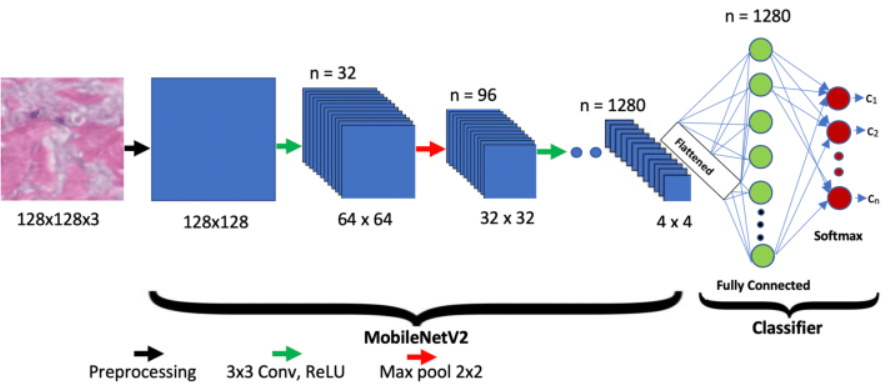 n = 1280
n = 32
n = 96
n = 1280
Flattened
C1
C2
Cn
128x128x3
128x128
64 x 64
32 x 32
4 x 4
Softmax
Fully Connected
MobileNetV2
Classifier
Preprocessing
3x3 Conv, ReLU
Max pool 2x2